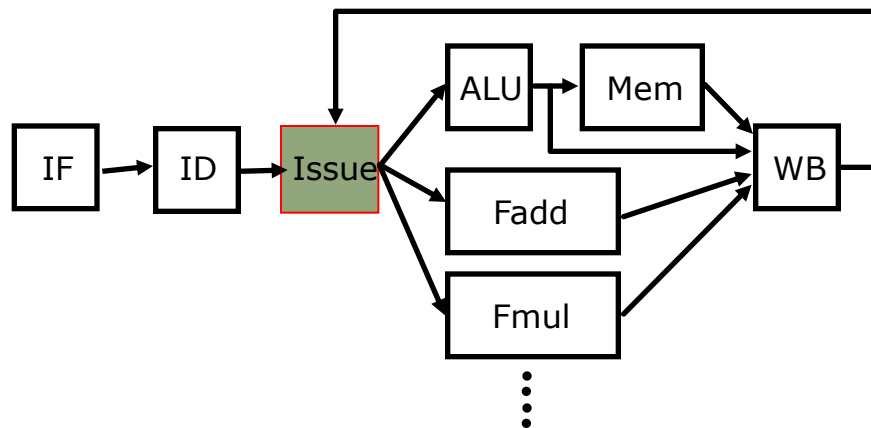 IF
ID
Issue
ALU
Mem
Fadd
Fmul
WB